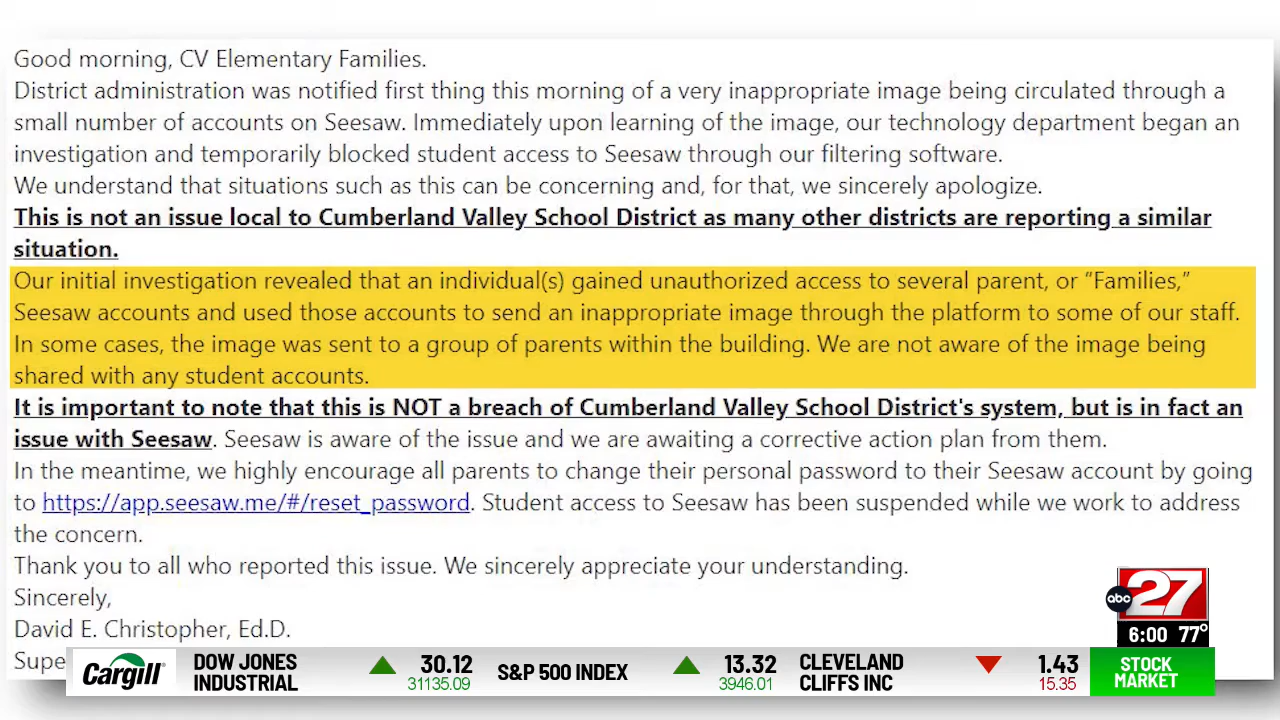 Good morning, CV Elementary Families.
District administration was notified first thing this morning of a very inappropriate image being circulated through a
small number of accounts on Seesaw. Immediately upon learning of the image, our technology department began an
investigation and temporarily blocked student access to Seesaw through our filtering software.
We understand that situations such as this can be concerning and, for that, we sincerely apologize.
This is not an issue local to Cumberland Valley School District as many other districts are reporting a similar
situation.
Our initial investigation revealed that an individual(s) gained unauthorized access to several parent, or “Families,”
Seesaw accounts and used those accounts to send an inappropriate image through the platform to some of our staff.
In some cases, the image was sent to a group of parents within the building. We are not aware of the image being
shared with any student accounts.
It is important to note that this is NOT a breach of Cumberland Valley School District's system, but is in fact an
issue with Seesaw. Seesaw is aware of the issue and we are awaiting a corrective action plan from them.
In the meantime, we highly encourage all parents to change their personal password to their Seesaw account by going
to https://app.seesaw.me/#/reset_password. Student access to Seesaw has been suspended while we work to address
the concern.
Thank you to all who reported this issue. We sincerely appreciate your understanding.
Sincerely,
David E. Christopher, Ed.D.
Supe
abc 27
6:00 77°
Cargill®
DOW JONES INDUSTRIAL 30.12 31135.09
S&P 500 INDEX 13.32 3946.01
CLEVELAND CLIFFS INC 1.43 15.35
STOCK MARKET